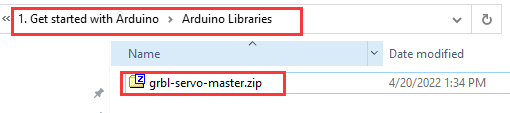 « 1. Get started with Arduino > Arduino Libraries
Name Date modified
grbl-servo-master.zip 4/20/2022 1:34 PM